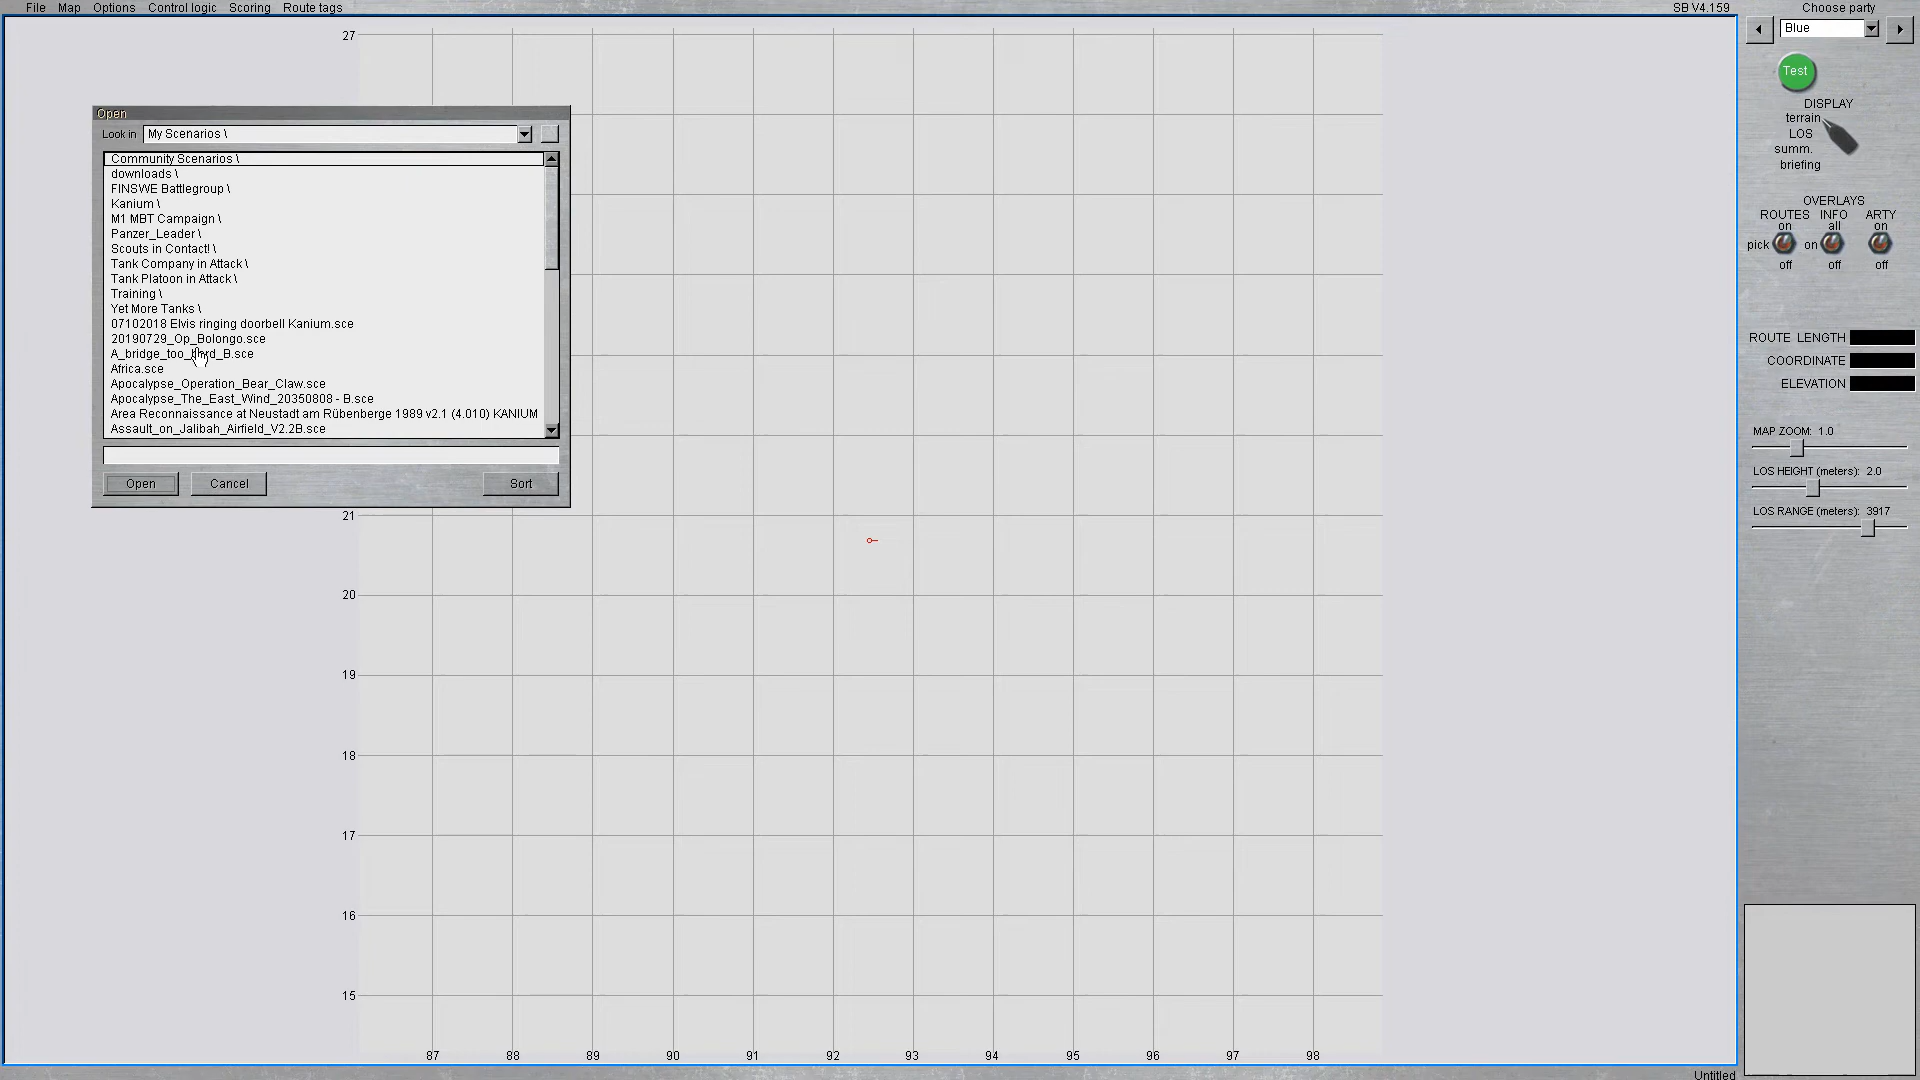 File Map Options Control logic Scoring Route tags SB V4.159 Choose party
Blue
Test
DISPLAY
terrain
LOS
summ.
briefing
OVERLAYS
ROUTES INFO ARTY
on all on
pick on
off off off
ROUTE LENGTH
COORDINATE
ELEVATION
MAP ZOOM: 1.0
LOS HEIGHT (meters): 2.0
LOS RANGE (meters): 3917
Open
Look in My Scenarios \
Community Scenarios \
downloads \
FINSWE Battlegroup \
Kanium \
M1 MBT Campaign \
Panzer_Leader \
Scouts in Contact! \
Tank Company in Attack \
Tank Platoon in Attack \
Training \
Yet More Tanks \
07102018 Elvis ringing doorbell Kanium.sce
20190729_Op_Bolongo.sce
A_bridge_too_third_B.sce
Africa.sce
Apocalypse_Operation_Bear_Claw.sce
Apocalypse_The_East_Wind_20350808 - B.sce
Area Reconnaissance at Neustadt am Rübenberge 1989 v2.1 (4.010) KANIUM
Assault_on_Jalibah_Airfield_V2.2B.sce
Open Cancel Sort
27
21
20
19
18
17
16
15
87 88 89 90 91 92 93 94 95 96 97 98
Untitled